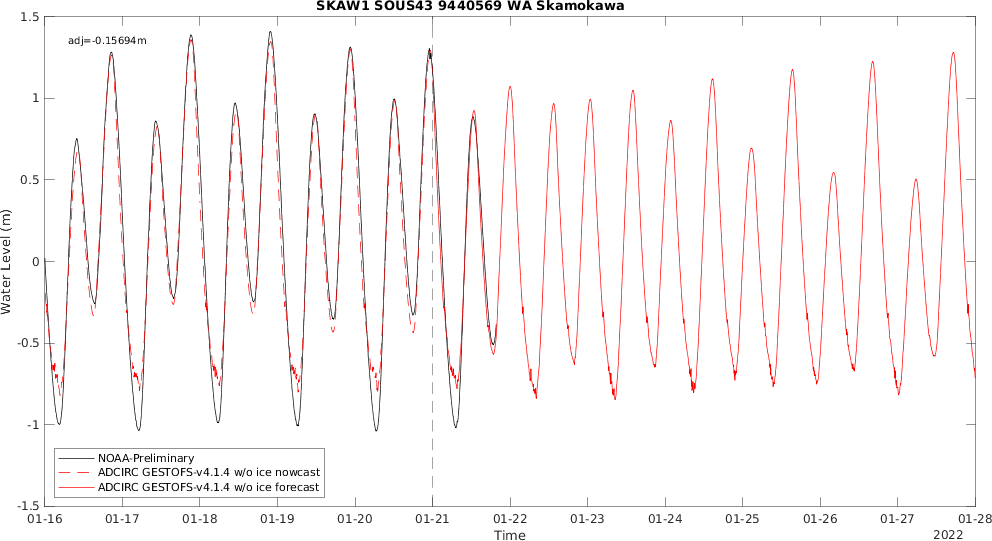 SKAW1 SOUS43 9440569 WA Skamokawa
adj=-0.15694m
1.5
1
0.5
0
-0.5
-1
-1.5
Water Level (m)
NOAA-Preliminary
ADCIRC GESTOFS-v4.1.4 w/o ice nowcast
ADCIRC GESTOFS-v4.1.4 w/o ice forecast
01-16 01-17 01-18 01-19 01-20 01-21 01-22 01-23 01-24 01-25 01-26 01-27 01-28
Time
2022